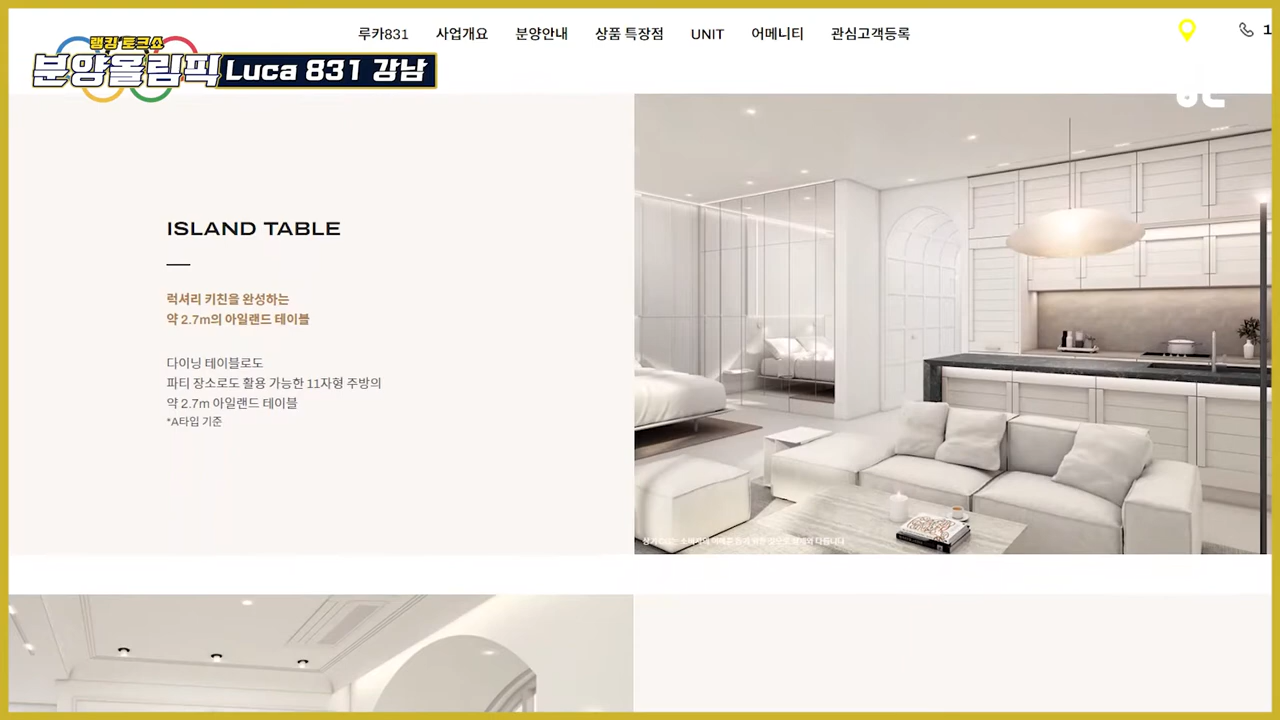 랭킹 토크쇼
분양올림픽 Luca 831 강남
루카831 사업개요 분양안내 상품 특장점 UNIT 어메니티 관심고객등록
1
ISLAND TABLE
럭셔리 키친을 완성하는
약 2.7m의 아일랜드 테이블
다이닝 테이블로도
파티 장소로도 활용 가능한 11자형 주방의
약 2.7m 아일랜드 테이블
*A타입 기준